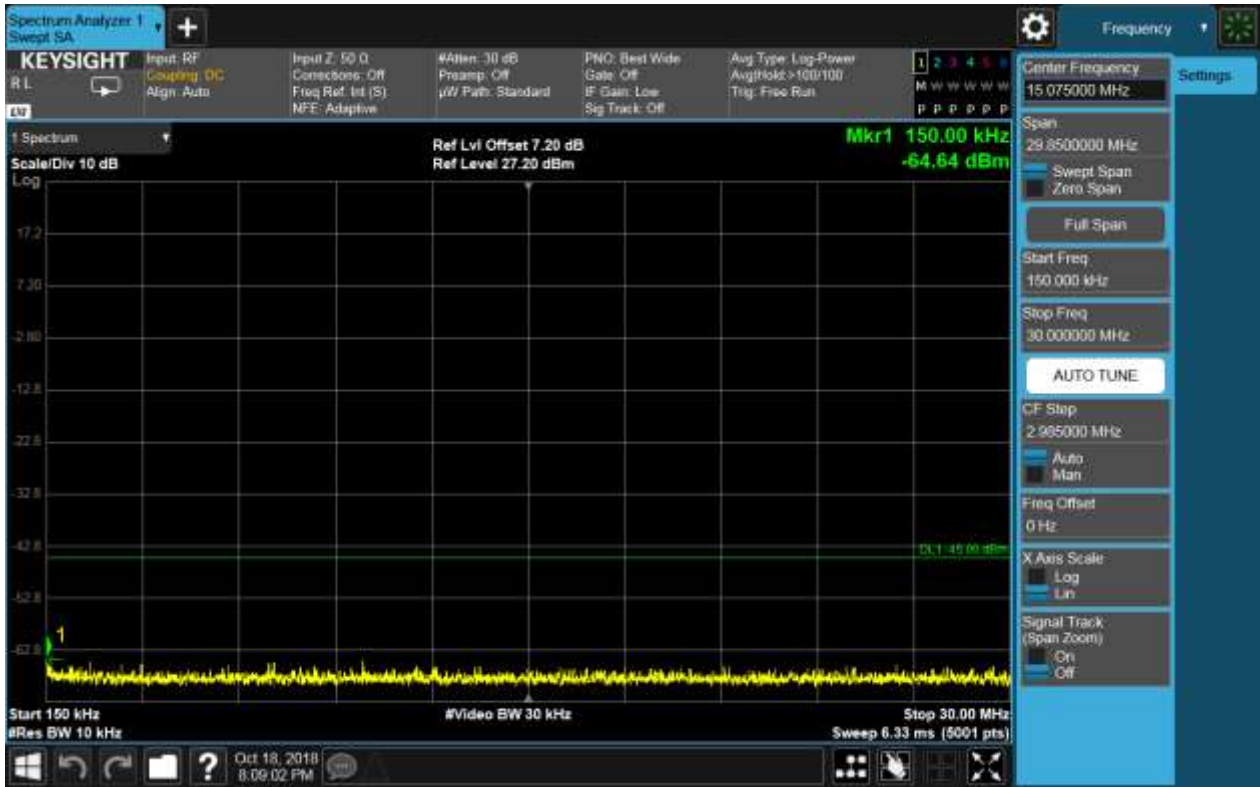 Spectrum Analyzer 1
Swept SA
+
Frequency
KEYSIGHT
R L
Input: RF
Coupling: DC
Align: Auto
Input Z: 50 Ω
Corrections: Off
Freq Ref: Int (S)
NFE: Adaptive
#Atten: 30 dB
Preamp: Off
µW Path: Standard
PNO: Best Wide
Gate: Off
IF Gain: Low
Sig Track: Off
Avg Type: Log-Power
Avg|Hold:>100/100
Trig: Free Run
1 2 3 4 5 6
M W W W W W
P P P P P P
Center Frequency
15.075000 MHz
Settings
1 Spectrum
Scale/Div 10 dB
Log
Ref Lvl Offset 7.20 dB
Ref Level 27.20 dBm
Mkr1 150.00 kHz
-64.64 dBm
Span
29.8500000 MHz
Swept Span
Zero Span
Full Span
Start Freq
150.000 kHz
Stop Freq
30.000000 MHz
AUTO TUNE
CF Step
2.985000 MHz
Auto
Man
Freq Offset
0 Hz
X Axis Scale
Log
Lin
Signal Track
(Span Zoom)
On
Off
17.2
7.20
-2.80
-12.8
-22.8
-32.8
-42.8
DL1 -45.00 dBm
-52.8
1
-62.8
Start 150 kHz
#Res BW 10 kHz
#Video BW 30 kHz
Stop 30.00 MHz
Sweep 6.33 ms (5001 pts)
?
Oct 18, 2018
8:09:02 PM